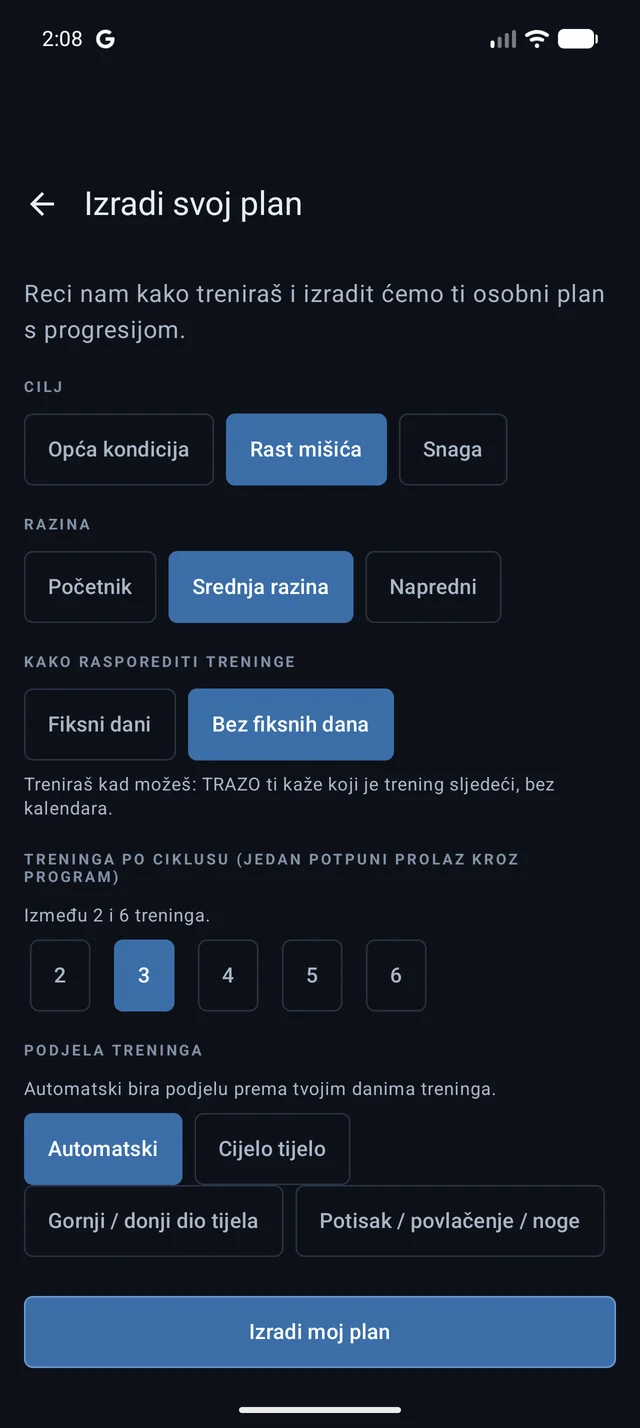 2:08 G
Izradi svoj plan
Reci nam kako treniraš i izradit ćemo ti osobni plan
s progresijom.
CILJ
Opća kondicija Rast mišića Snaga
RAZINA
Početnik Srednja razina Napredni
KAKO RASPOREDITI TRENINGE
Fiksni dani Bez fiksnih dana
Treniraš kad možeš: TRAZO ti kaže koji je trening sljedeći, bez
kalendara.
TRENINGA PO CIKLUSU (JEDAN POTPUNI PROLAZ KROZ
PROGRAM)
Između 2 i 6 treninga.
2 3 4 5 6
PODJELA TRENINGA
Automatski bira podjelu prema tvojim danima treninga.
Automatski Cijelo tijelo
Gornji / donji dio tijela Potisak / povlačenje / noge
Izradi moj plan